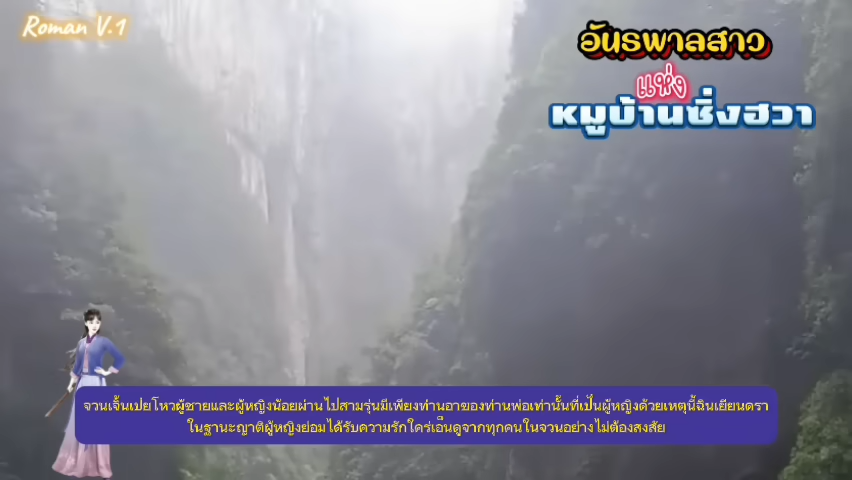 Roman V.1
อันธพาลสาว
แห่ง
หมู่บ้านซิ่งฮวา
จวนเจิ้นเปยโหวผู้ชายและผู้หญิงน้อยผ่านไปสามรุ่นมีเพียงท่านอาของท่านพ่อเท่านั้นที่เป็นผู้หญิงด้วยเหตุนี้ฉินเยียนดรา
ในฐานะญาติผู้หญิงย่อมได้รับความรักใคร่เอ็นดูจากทุกคนในจวนอย่างไม่ต้องสงสัย